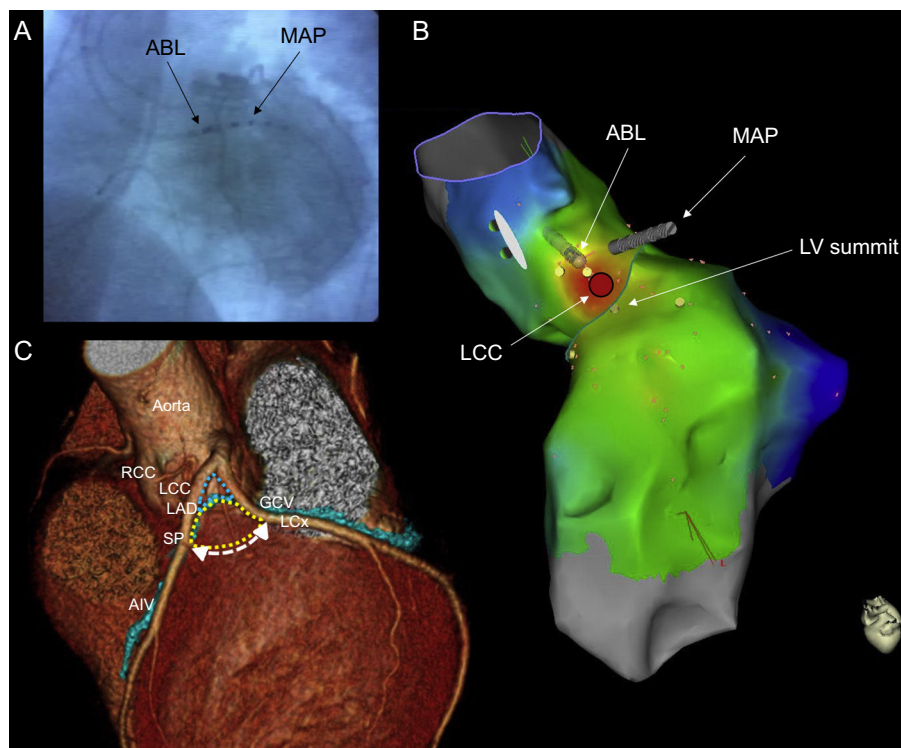 A
ABL
MAP
B
ABL
MAP
LV summit
LCC
L
C
Aorta
RCC
LCC
LAD
GCV
LCx
SP
AIV